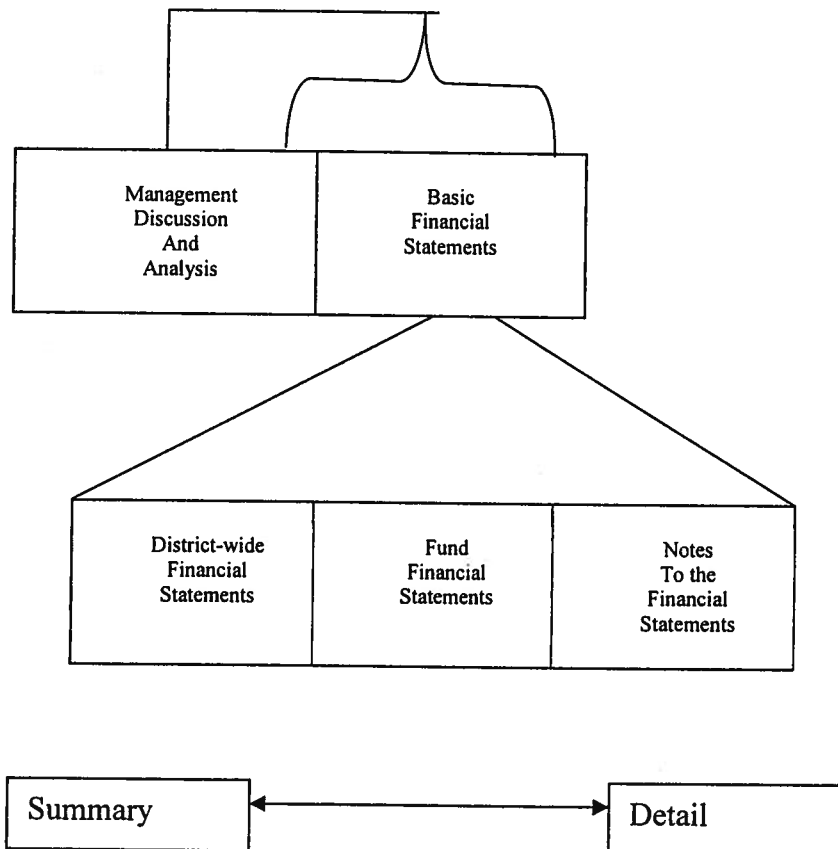 Management
Discussion
And
Analysis
Basic
Financial
Statements
District-wide
Financial
Statements
Fund
Financial
Statements
Notes
To the
Financial
Statements
Summary
Detail